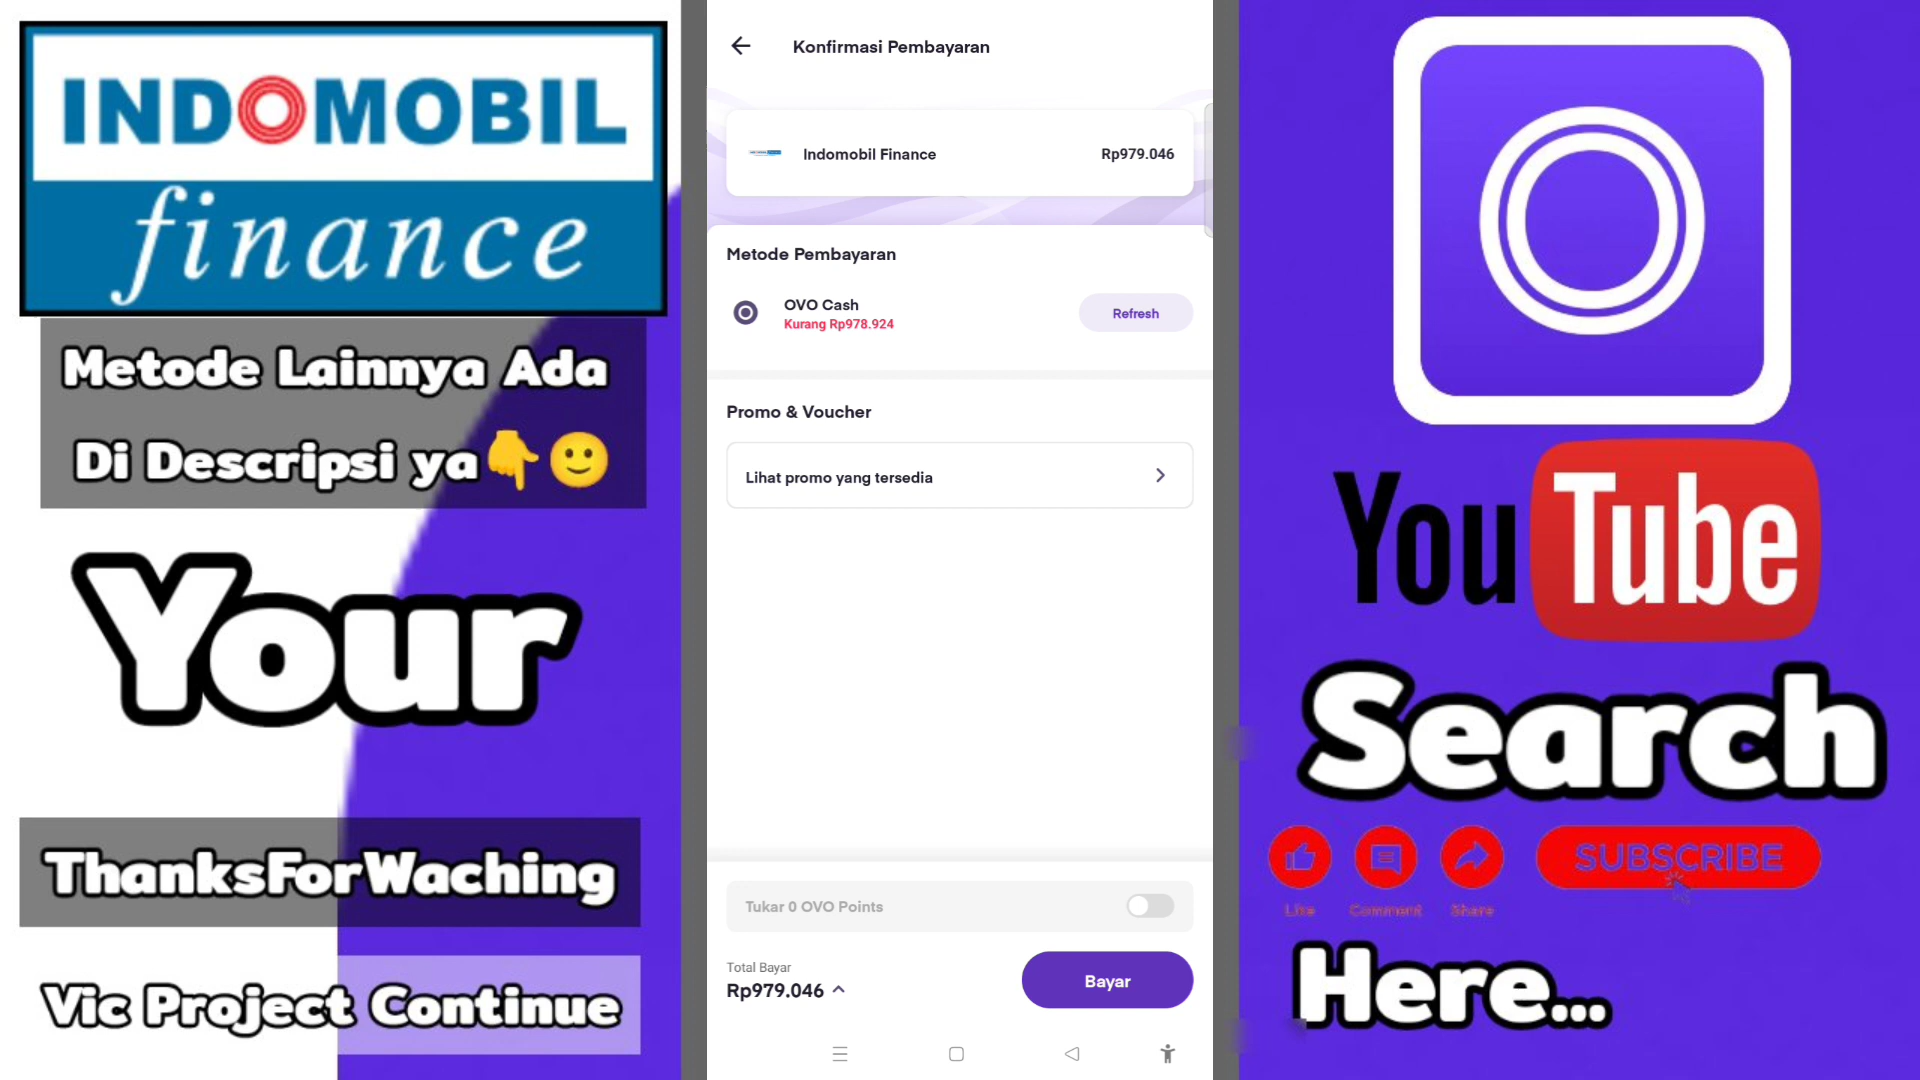 INDOMOBIL
finance
Metode Lainnya Ada
Di Descripsi ya👇🙂
Your
ThanksForWaching
Vic Project Continue
Konfirmasi Pembayaran
Indomobil Finance
Rp979.046
Metode Pembayaran
OVO Cash
Kurang Rp978.924
Refresh
Promo & Voucher
Lihat promo yang tersedia
Tukar 0 OVO Points
Total Bayar
Rp979.046
Bayar
YouTube
Search
SUBSCRIBE
Like Comment Share
Here...